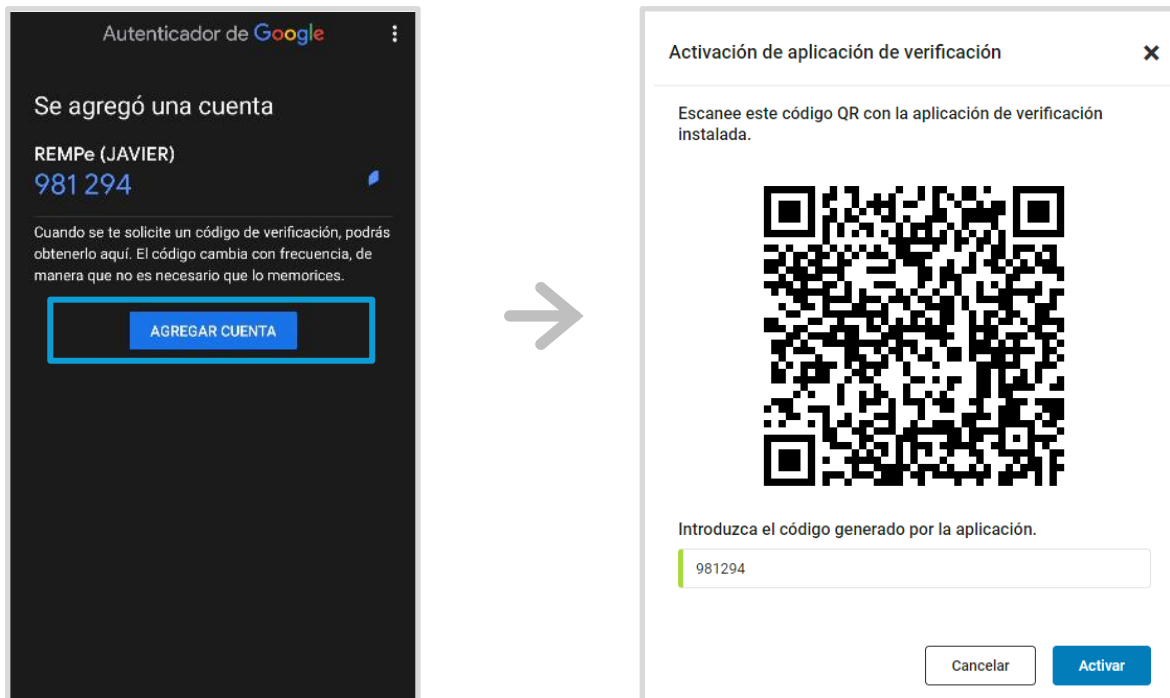 Autenticador de Google
Se agregó una cuenta
REMPe (JAVIER)
981 294
Cuando se te solicite un código de verificación, podrás
obtenerlo aquí. El código cambia con frecuencia, de
manera que no es necesario que lo memorices.
AGREGAR CUENTA
Activación de aplicación de verificación
Escanee este código QR con la aplicación de verificación
instalada.
Introduzca el código generado por la aplicación.
981294
Cancelar
Activar